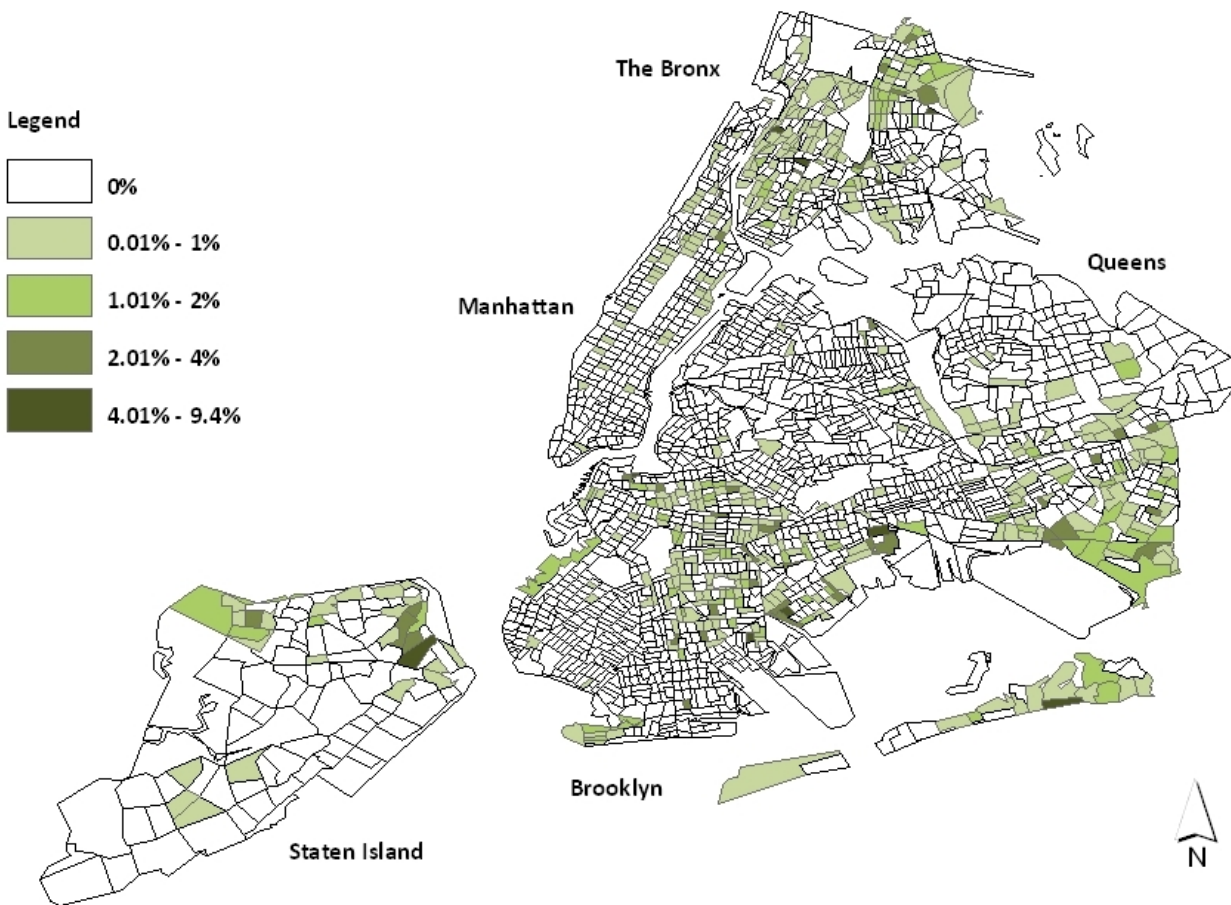 The Bronx
Legend
0%
0.01% - 1%
Queens
1.01% - 2%
Manhattan
2.01% - 4%
4.01% - 9.4%
Brooklyn
Staten Island
N